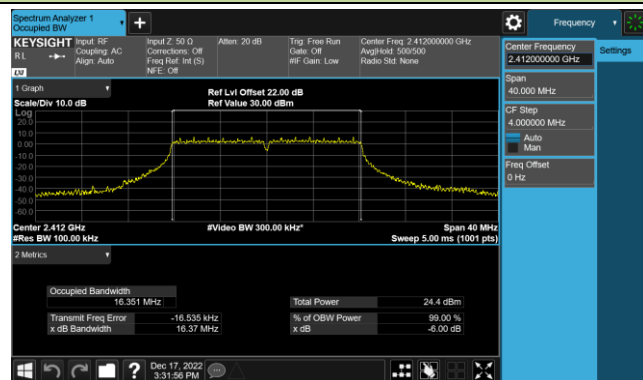 Spectrum Analyzer 1
Occupied BW
Frequency
KEYSIGHT
Input: RF
Coupling: AC
Align: Auto
Input Z: 50 Ω
Corrections: Off
Freq Ref: Int (S)
NFE: Off
Atten: 20 dB
Trig: Free Run
Gate: Off
#IF Gain: Low
Center Freq: 2.412000000 GHz
Avg|Hold: 500/500
Radio Std: None
RL
LXI
Center Frequency
2.412000000 GHz
Settings
Span
40.000 MHz
CF Step
4.000000 MHz
Auto
Man
Freq Offset
0 Hz
1 Graph
Scale/Div 10.0 dB
Ref Lvl Offset 22.00 dB
Ref Value 30.00 dBm
Log
20.0
10.0
0.00
-10.0
-20.0
-30.0
-40.0
-50.0
-60.0
Center 2.412 GHz
#Video BW 300.00 kHz*
Span 40 MHz
#Res BW 100.00 kHz
Sweep 5.00 ms (1001 pts)
2 Metrics
Occupied Bandwidth
16.351 MHz
Total Power 24.4 dBm
Transmit Freq Error -16.535 kHz
% of OBW Power 99.00 %
x dB Bandwidth 16.37 MHz
x dB -6.00 dB
Dec 17, 2022
3:31:56 PM